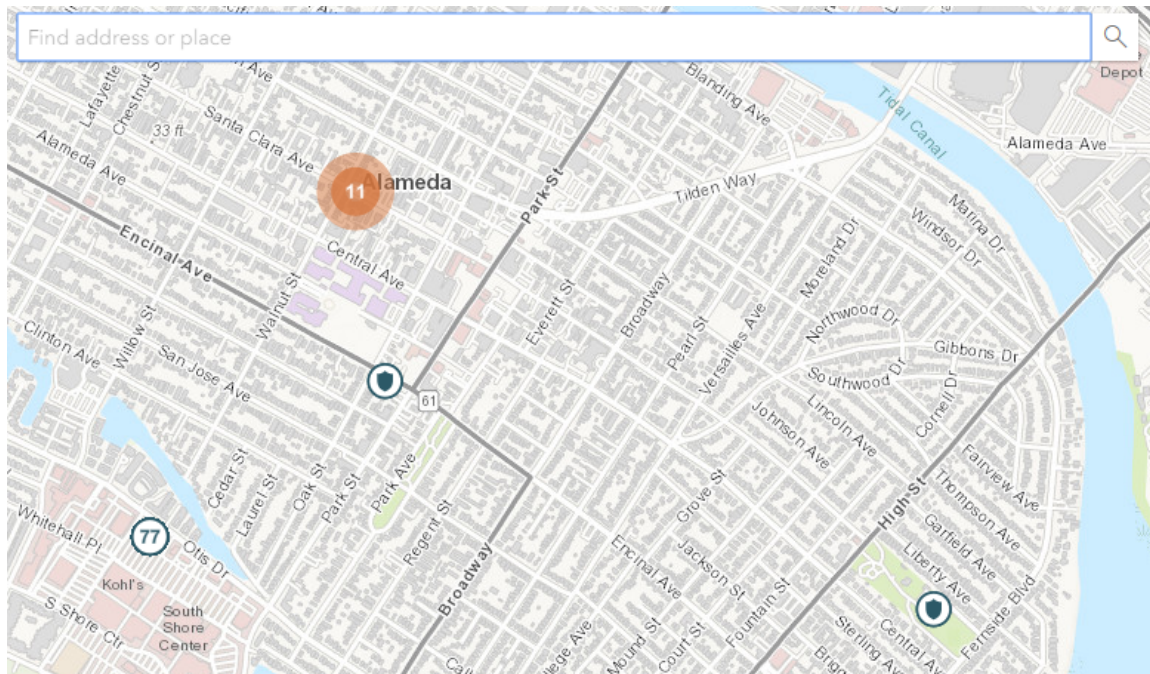 Find address or place
Depot
Blanding Ave
Tidal Canal
Alameda Ave
Lafayette
Chestnut St
Ave
33 ft
Santa Clara Ave
Alameda Ave
11
Alameda
Park St
Tilden Way
Marina Dr
Windsor Dr
Moreland Dr
Encinal Ave
Central Ave
Walnut St
Willow St
Everett St
Broadway
Pearl St
Versailles Ave
Northwood Dr
Gibbons Dr
Southwood Dr
Cornell Dr
Clinton Ave
San Jose Ave
61
Lincoln Ave
Johnson Ave
Fairview Ave
Thompson Ave
High St
Garfield Ave
Liberty Ave
Cedar St
Laurel St
Oak St
Park St
Park Ave
Regent St
Grove St
77
Whitehall Pl
Otis Dr
Kohl's
South
Shore
Center
S Shore Ctr
Broadway
Encinal Ave
Jackson St
Fountain St
Court St
Mound St
Sterling Ave
Central Av
Fernside Blvd